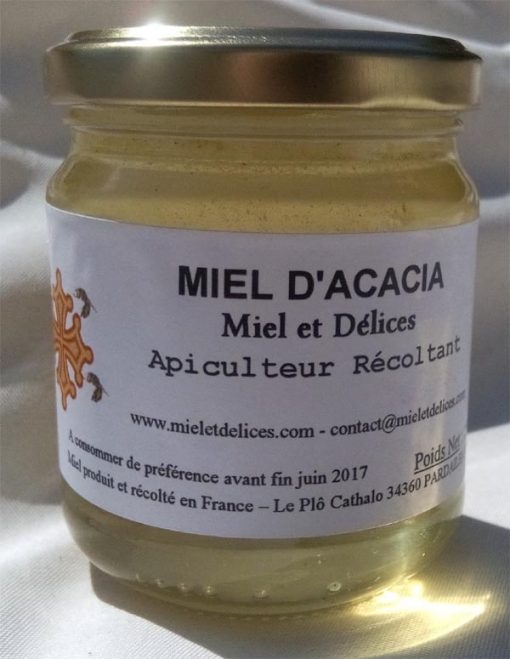 MIEL D'ACACIA
Miel et Délices
Apiculteur Récoltant
www.mieletdelices.com - contact@mieletdelices.com
A consommer de préférence avant fin juin 2017
Poids Net
Miel produit et récolté en France – Le Plô Cathalo 34360